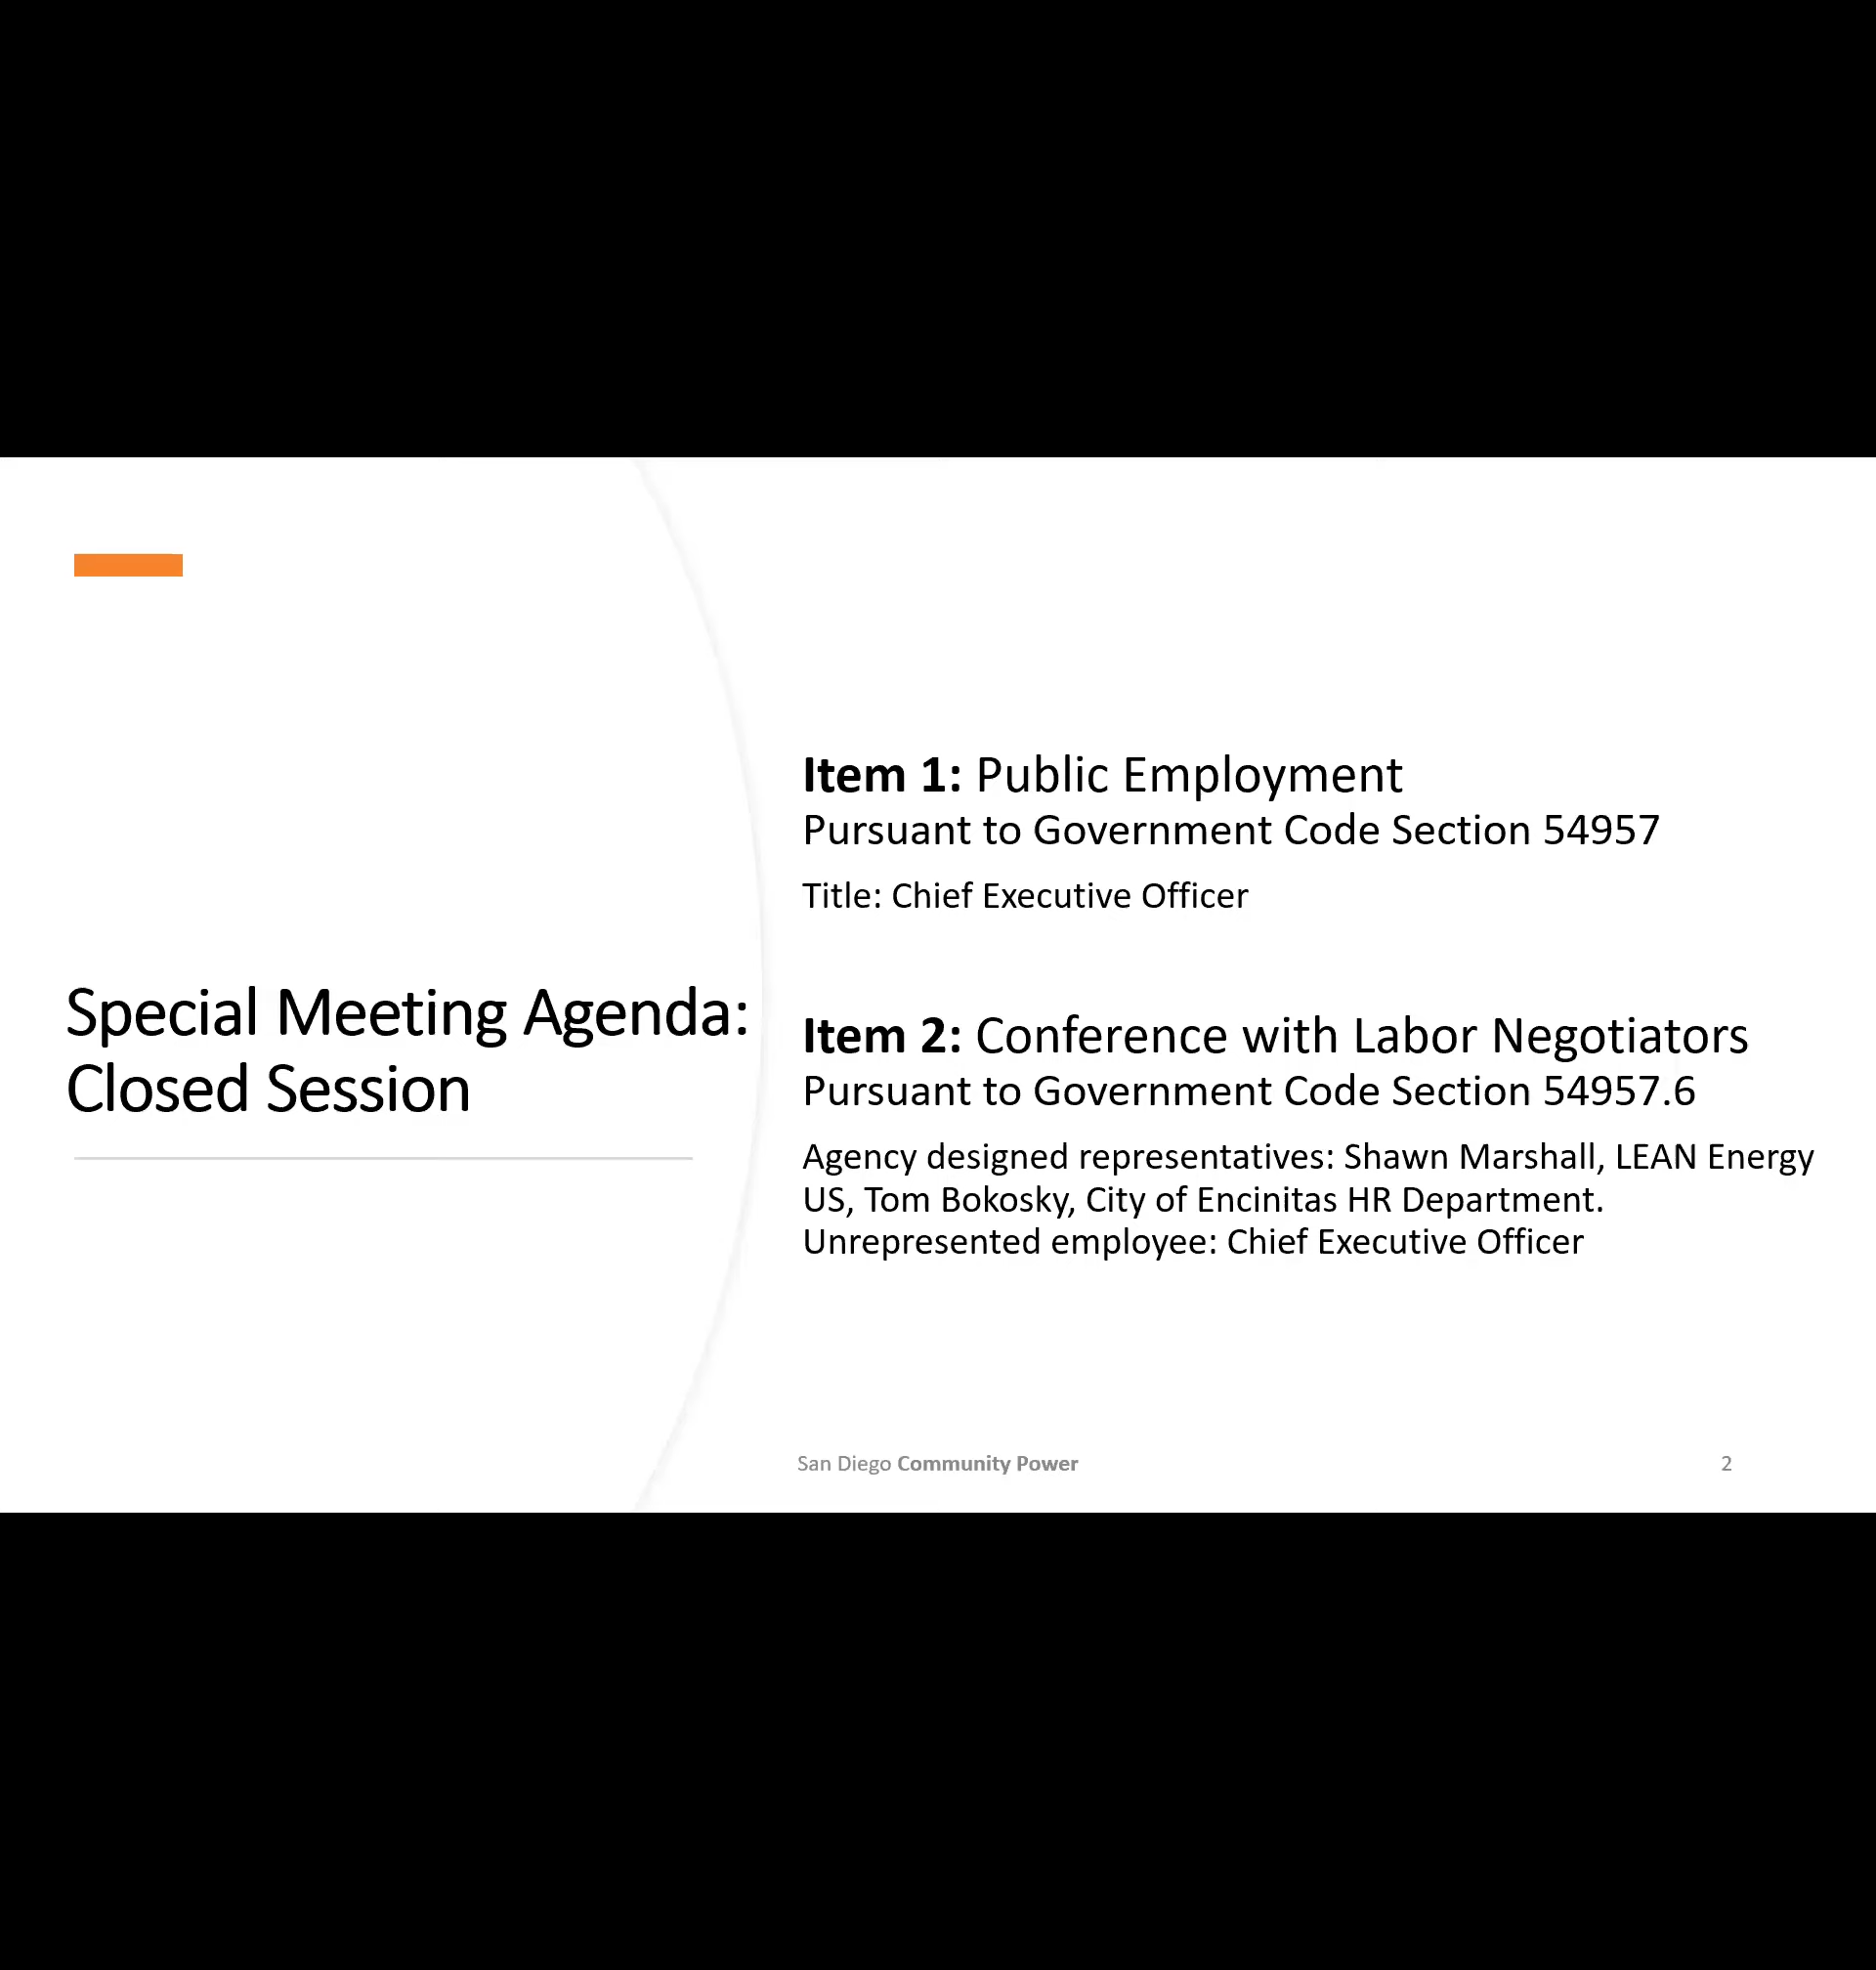 Special Meeting Agenda:
Closed Session
Item 1: Public Employment
Pursuant to Government Code Section 54957
Title: Chief Executive Officer
Item 2: Conference with Labor Negotiators
Pursuant to Government Code Section 54957.6
Agency designed representatives: Shawn Marshall, LEAN Energy
US, Tom Bokosky, City of Encinitas HR Department.
Unrepresented employee: Chief Executive Officer
San Diego Community Power
2